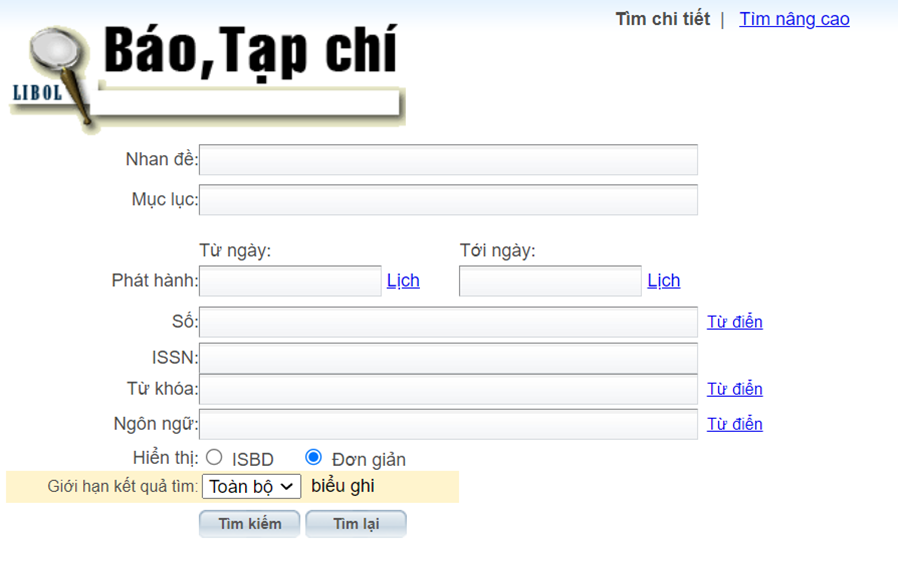 Tìm chi tiết | Tìm nâng cao
Báo,Tạp chí
LIBOL
Nhan đề:
Mục lục:
Từ ngày: Tới ngày:
Phát hành: Lịch Lịch
Số: Từ điển
ISSN:
Từ khóa: Từ điển
Ngôn ngữ: Từ điển
Hiển thị: ISBD Đơn giản
Giới hạn kết quả tìm: Toàn bộ biểu ghi
Tìm kiếm Tìm lại